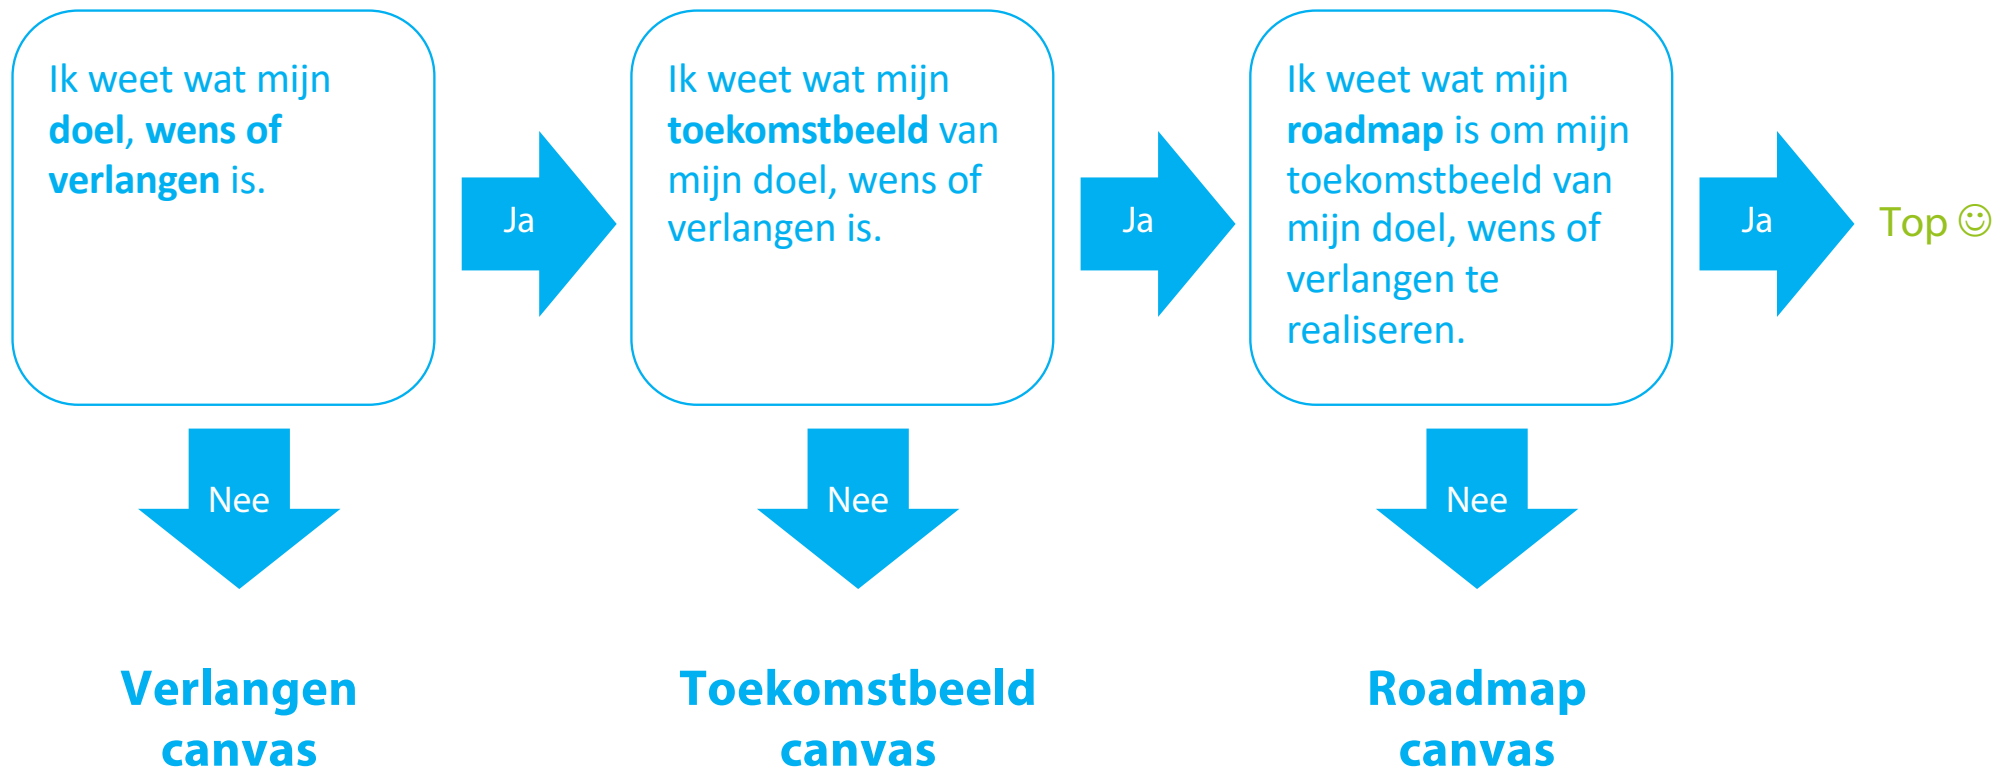 Ik weet wat mijn
doel, wens of
verlangen is.
Ja
Ik weet wat mijn
toekomstbeeld van
mijn doel, wens of
verlangen is.
Ja
Ik weet wat mijn
roadmap is om mijn
toekomstbeeld van
mijn doel, wens of
verlangen te
realiseren.
Ja
Top ☺
Nee
Nee
Nee
Verlangen
canvas
Toekomstbeeld
canvas
Roadmap
canvas